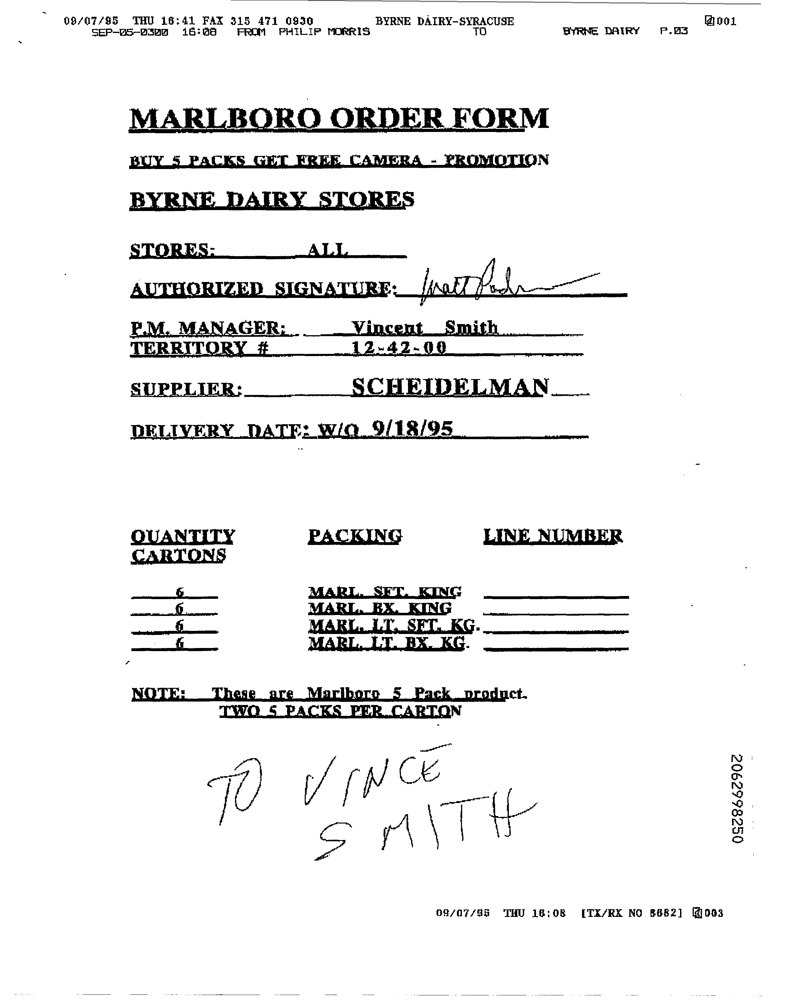 09/07/95 THU 16:41 FAX 315 471 0930 BYRNE DAIRY-SYRACUSE 001
SEP-05-0300 16:08 FROM PHILIP MORRIS TO BYRNE DAIRY P.03
MARLBORO ORDER FORM
BUY 5 PACKS GET FREE CAMERA - PROMOTION
BYRNE DAIRY STORES
STORES: ALL
AUTHORIZED SIGNATURE: Matt
P.M. MANAGER: Vincent Smith
TERRITORY # 12-42-00
SUPPLIER: SCHEIDELMAN
DELIVERY DATE: W/O 9/18/95
QUANTITY PACKING LINE NUMBER
CARTONS
6 MARL. SFT. KING
6 MARL. BX. KING
6 MARL. LT. SFT. KG.
6 MARL. LT. BX. KG.
NOTE: These are Marlboro 5 Pack product.
TWO 5 PACKS PER CARTON
TO VINCE
SMITH
2062998250
09/07/95 THU 16:08 [TX/RX NO 8682] 003